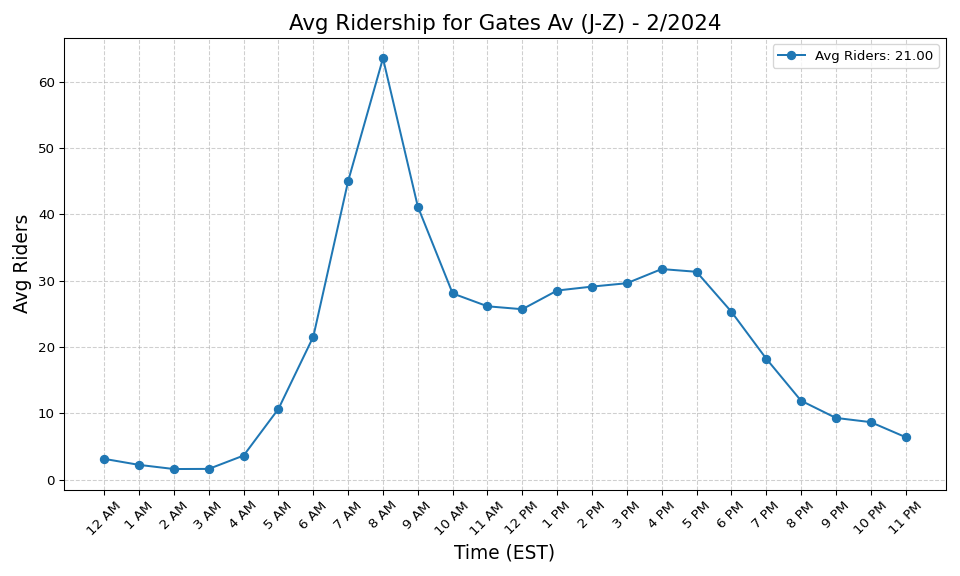 Avg Ridership for Gates Av (J-Z) - 2/2024
Avg Riders: 21.00
Avg Riders
60
50
40
30
20
10
0
12 AM
1 AM
2 AM
3 AM
4 AM
5 AM
6 AM
7 AM
8 AM
9 AM
10 AM
11 AM
12 PM
1 PM
2 PM
3 PM
4 PM
5 PM
6 PM
7 PM
8 PM
9 PM
10 PM
11 PM
Time (EST)